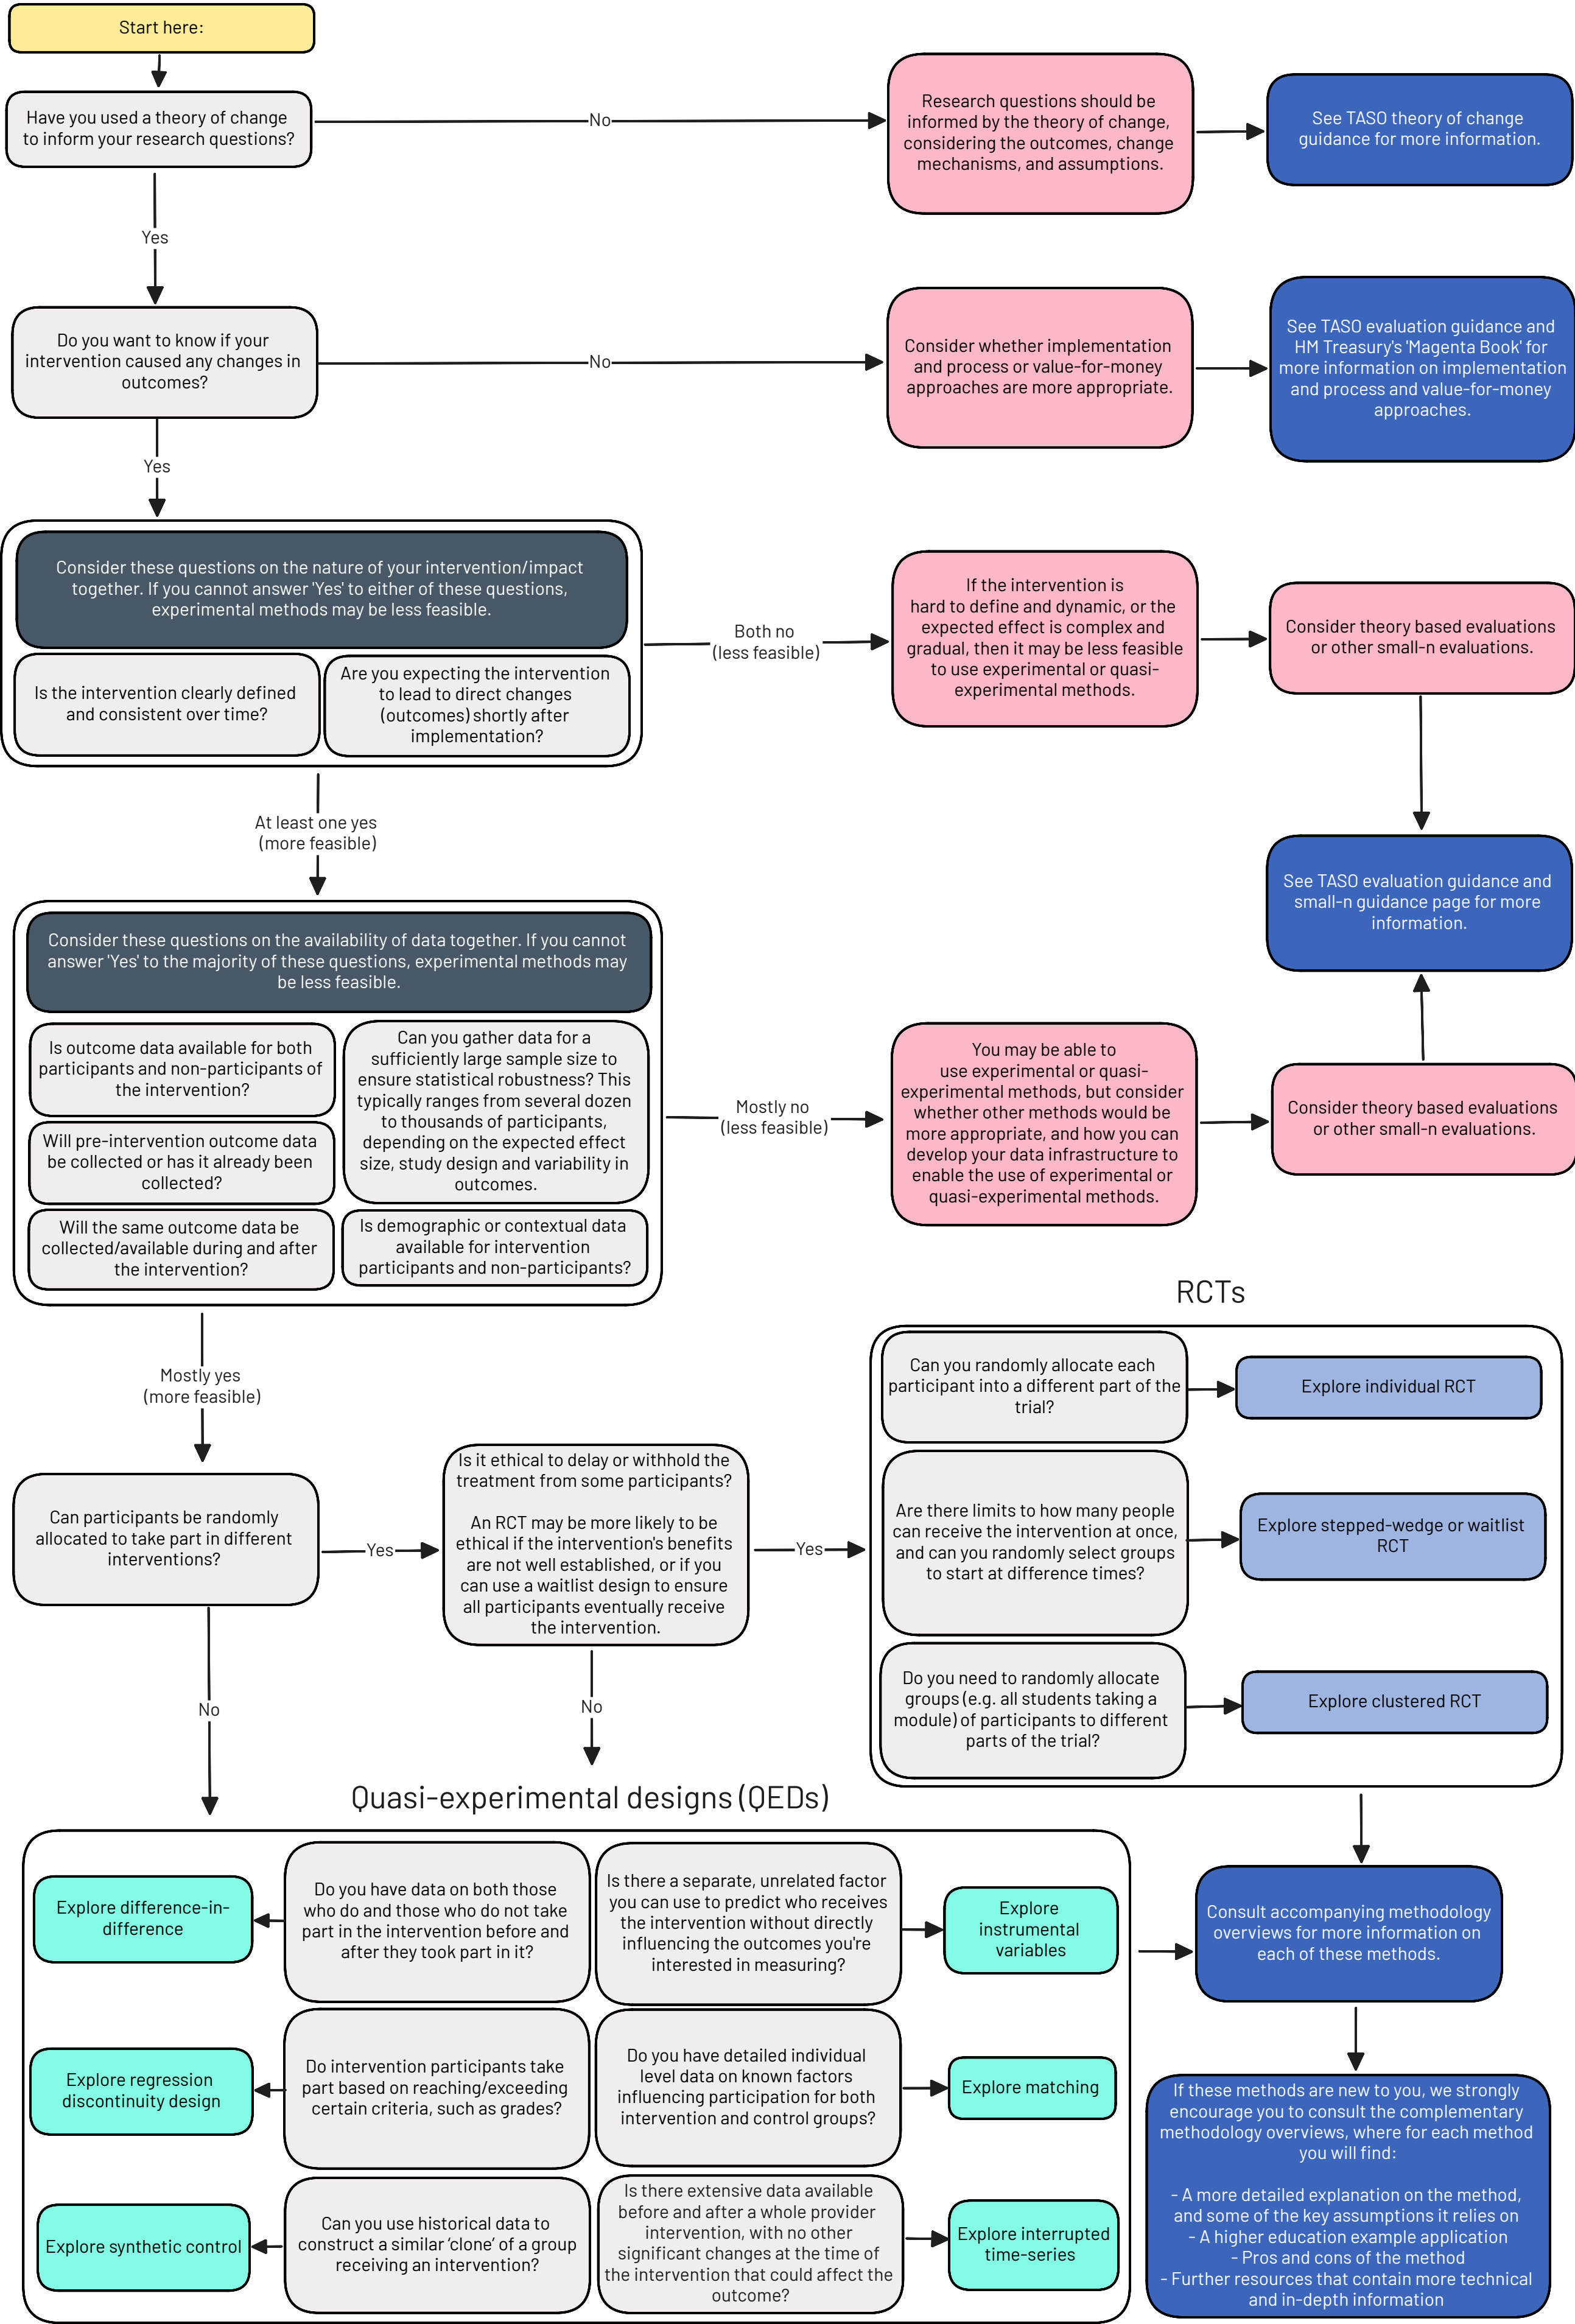 Start here:
Have you used a theory of change
to inform your research questions?
No
Research questions should be
informed by the theory of change,
considering the outcomes, change
mechanisms, and assumptions.
See TASO theory of change
guidance for more information.
Yes
Do you want to know if your
intervention caused any changes in
outcomes?
No
Consider whether implementation
and process or value-for-money
approaches are more appropriate.
See TASO evaluation guidance and
HM Treasury's 'Magenta Book' for
more information on implementation
and process and value-for-money
approaches.
Yes
Consider these questions on the nature of your intervention/impact
together. If you cannot answer 'Yes' to either of these questions,
experimental methods may be less feasible.
Is the intervention clearly defined
and consistent over time?
Are you expecting the intervention
to lead to direct changes
(outcomes) shortly after
implementation?
Both no
(less feasible)
If the intervention is
hard to define and dynamic, or the
expected effect is complex and
gradual, then it may be less feasible
to use experimental or quasi-
experimental methods.
Consider theory based evaluations
or other small-n evaluations.
At least one yes
(more feasible)
See TASO evaluation guidance and
small-n guidance page for more
information.
Consider these questions on the availability of data together. If you cannot
answer 'Yes' to the majority of these questions, experimental methods may
be less feasible.
Is outcome data available for both
participants and non-participants of
the intervention?
Will pre-intervention outcome data
be collected or has it already been
collected?
Will the same outcome data be
collected/available during and after
the intervention?
Can you gather data for a
sufficiently large sample size to
ensure statistical robustness? This
typically ranges from several dozen
to thousands of participants,
depending on the expected effect
size, study design and variability in
outcomes.
Is demographic or contextual data
available for intervention
participants and non-participants?
Mostly no
(less feasible)
You may be able to
use experimental or quasi-
experimental methods, but consider
whether other methods would be
more appropriate, and how you can
develop your data infrastructure to
enable the use of experimental or
quasi-experimental methods.
Consider theory based evaluations
or other small-n evaluations.
Mostly yes
(more feasible)
Can participants be randomly
allocated to take part in different
interventions?
Yes
Is it ethical to delay or withhold the
treatment from some participants?
An RCT may be more likely to be
ethical if the intervention's benefits
are not well established, or if you
can use a waitlist design to ensure
all participants eventually receive
the intervention.
Yes
RCTs
Can you randomly allocate each
participant into a different part of the
trial?
Explore individual RCT
Are there limits to how many people
can receive the intervention at once,
and can you randomly select groups
to start at difference times?
Explore stepped-wedge or waitlist
RCT
Do you need to randomly allocate
groups (e.g. all students taking a
module) of participants to different
parts of the trial?
Explore clustered RCT
No
No
Quasi-experimental designs (QEDs)
Explore difference-in-
difference
Do you have data on both those
who do and those who do not take
part in the intervention before and
after they took part in it?
Is there a separate, unrelated factor
you can use to predict who receives
the intervention without directly
influencing the outcomes you're
interested in measuring?
Explore
instrumental
variables
Explore regression
discontinuity design
Do intervention participants take
part based on reaching/exceeding
certain criteria, such as grades?
Do you have detailed individual
level data on known factors
influencing participation for both
intervention and control groups?
Explore matching
Explore synthetic control
Can you use historical data to
construct a similar ‘clone’ of a group
receiving an intervention?
Is there extensive data available
before and after a whole provider
intervention, with no other
significant changes at the time of
the intervention that could affect the
outcome?
Explore interrupted
time-series
Consult accompanying methodology
overviews for more information on
each of these methods.
If these methods are new to you, we strongly
encourage you to consult the complementary
methodology overviews, where for each method
you will find:
- A more detailed explanation on the method,
and some of the key assumptions it relies on
- A higher education example application
- Pros and cons of the method
- Further resources that contain more technical
and in-depth information